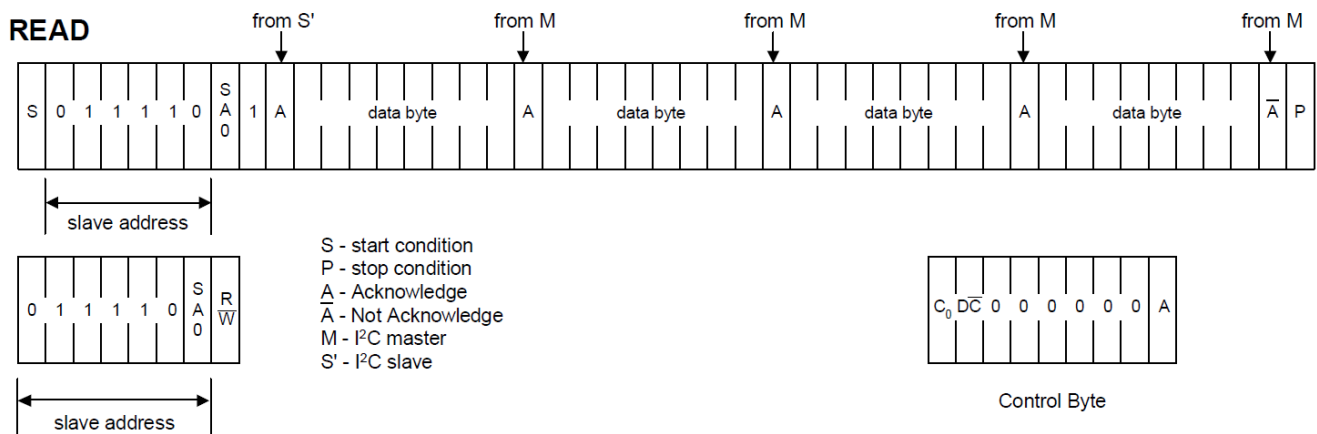 READ
from S' from M from M from M from M
S 0 1 1 1 1 0 SA0 1 A data byte A data byte A data byte A data byte A̅ P
slave address
0 1 1 1 1 0 SA0 R/W̅
slave address
S - start condition
P - stop condition
A - Acknowledge
A̅ - Not Acknowledge
M - I²C master
S' - I²C slave
C₀ DC̅ 0 0 0 0 0 0 A
Control Byte